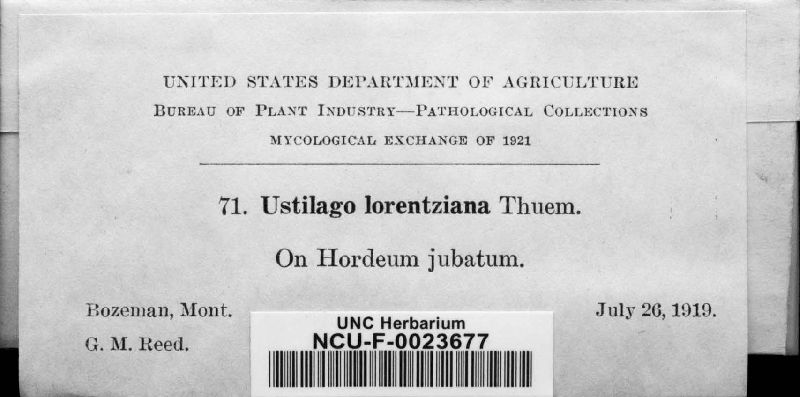 UNITED STATES DEPARTMENT OF AGRICULTURE
BUREAU OF PLANT INDUSTRY—PATHOLOGICAL COLLECTIONS
MYCOLOGICAL EXCHANGE OF 1921
71. Ustilago lorentziana Thuem.
On Hordeum jubatum.
Bozeman, Mont. July 26, 1919.
G. M. Reed.
UNC Herbarium
NCU-F-0023677